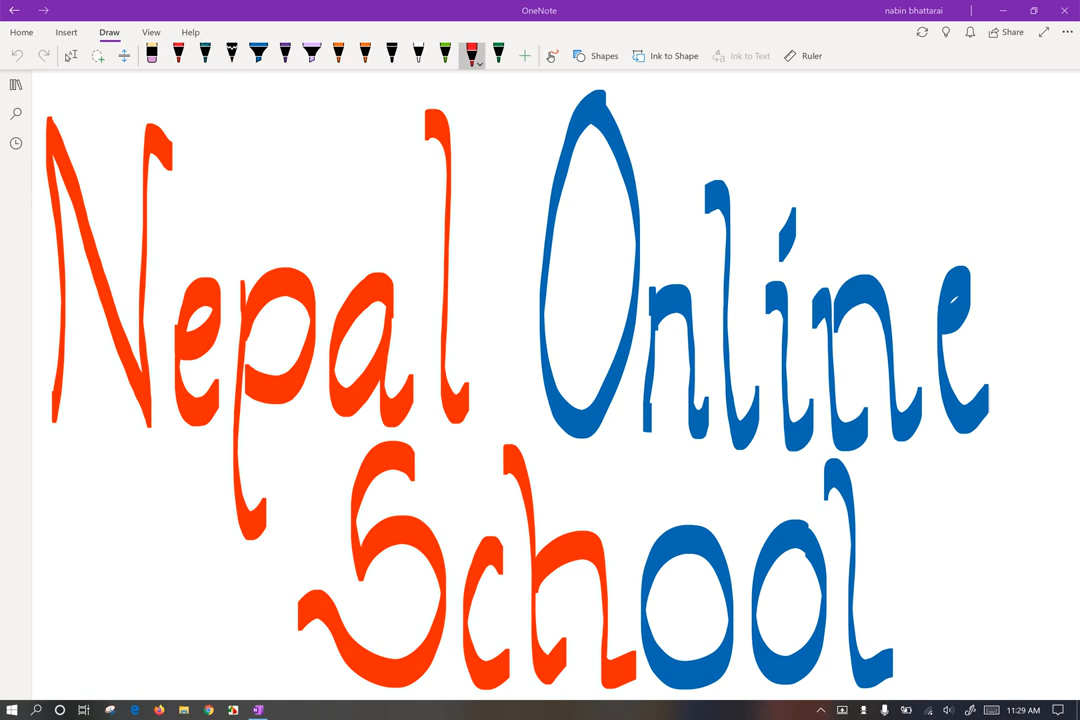 OneNote
nabin bhattarai
Home Insert Draw View Help
Share
Shapes Ink to Shape Ink to Text Ruler
Nepal Online
School
11:29 AM